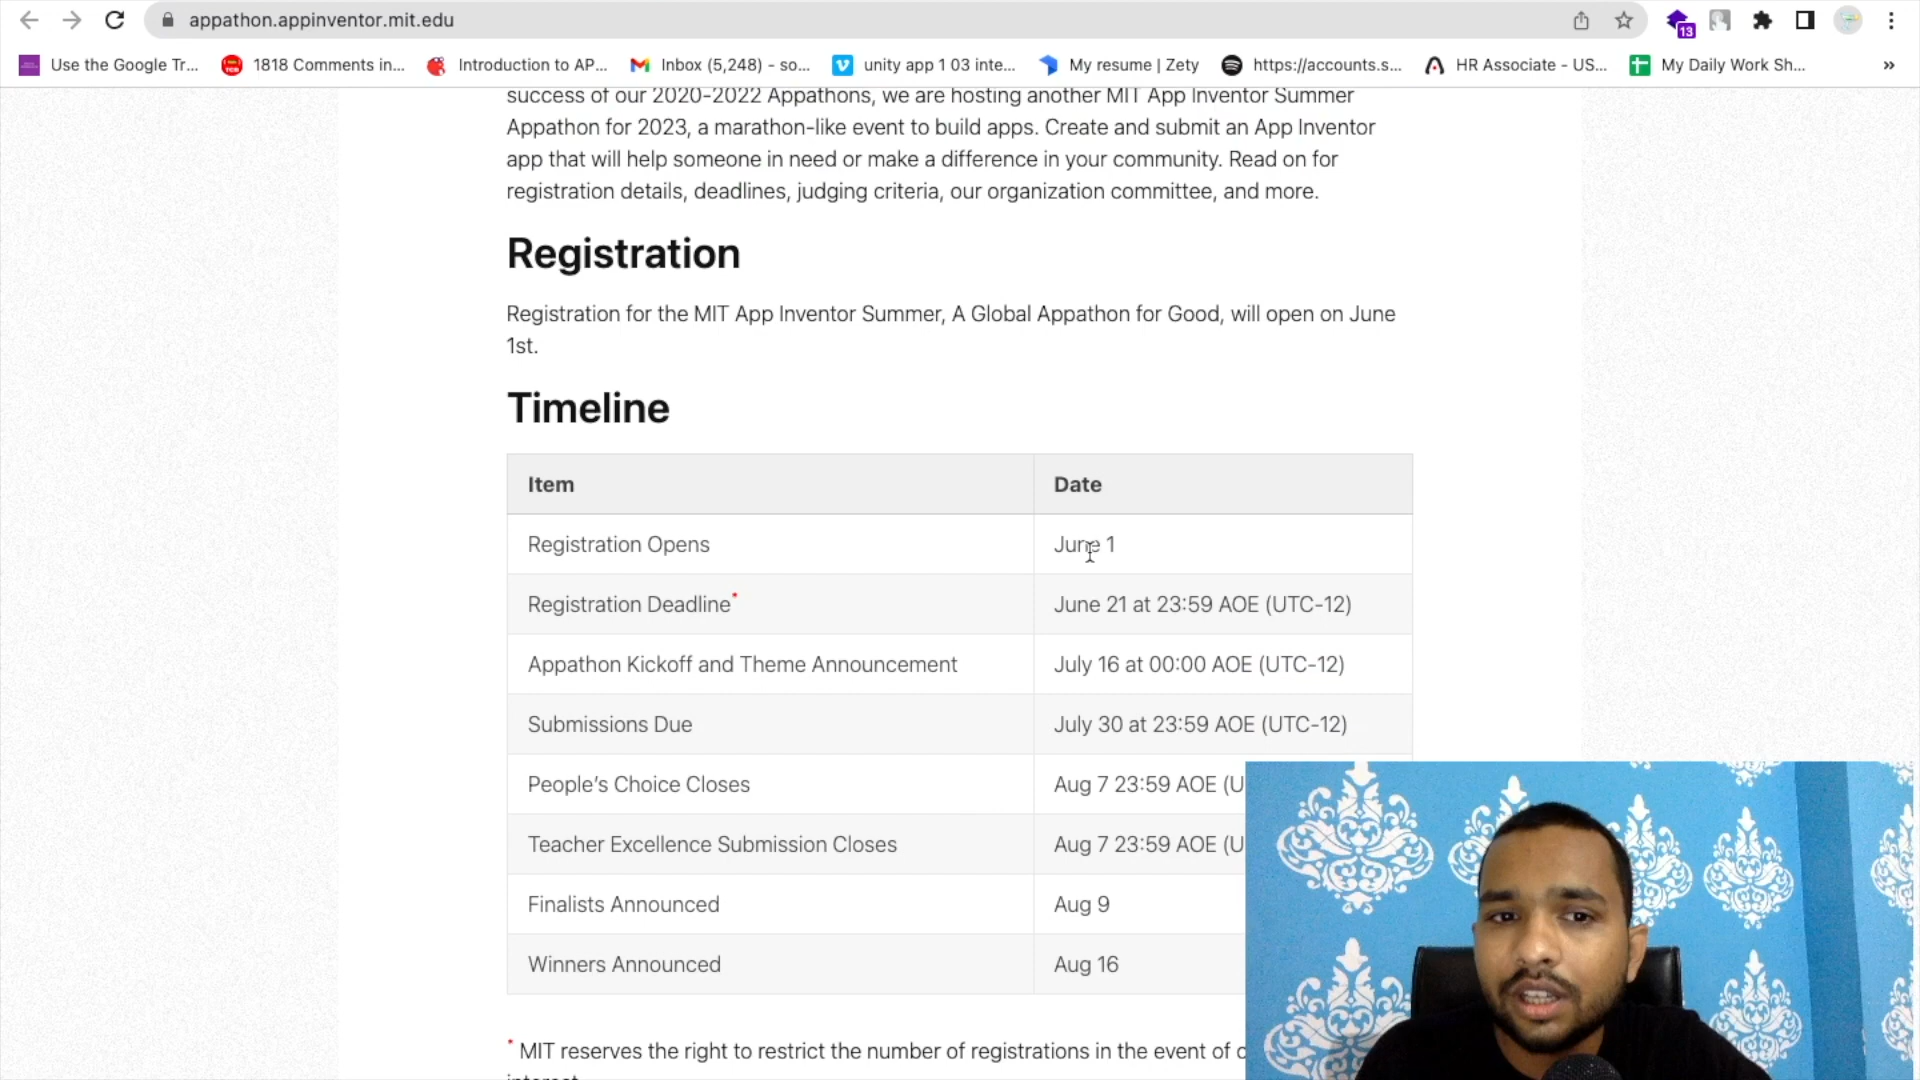 appathon.appinventor.mit.edu
13
Use the Google Tr... 1818 Comments in... Introduction to AP... Inbox (5,248) - so... unity app 1 03 inte... My resume | Zety https://accounts.s... HR Associate - US... My Daily Work Sh... »
success of our 2020-2022 Appathons, we are hosting another MIT App Inventor Summer
Appathon for 2023, a marathon-like event to build apps. Create and submit an App Inventor
app that will help someone in need or make a difference in your community. Read on for
registration details, deadlines, judging criteria, our organization committee, and more.
Registration
Registration for the MIT App Inventor Summer, A Global Appathon for Good, will open on June
1st.
Timeline
Item Date
Registration Opens June 1
Registration Deadline* June 21 at 23:59 AOE (UTC-12)
Appathon Kickoff and Theme Announcement July 16 at 00:00 AOE (UTC-12)
Submissions Due July 30 at 23:59 AOE (UTC-12)
People's Choice Closes Aug 7 23:59 AOE (U
Teacher Excellence Submission Closes Aug 7 23:59 AOE (U
Finalists Announced Aug 9
Winners Announced Aug 16
* MIT reserves the right to restrict the number of registrations in the event of